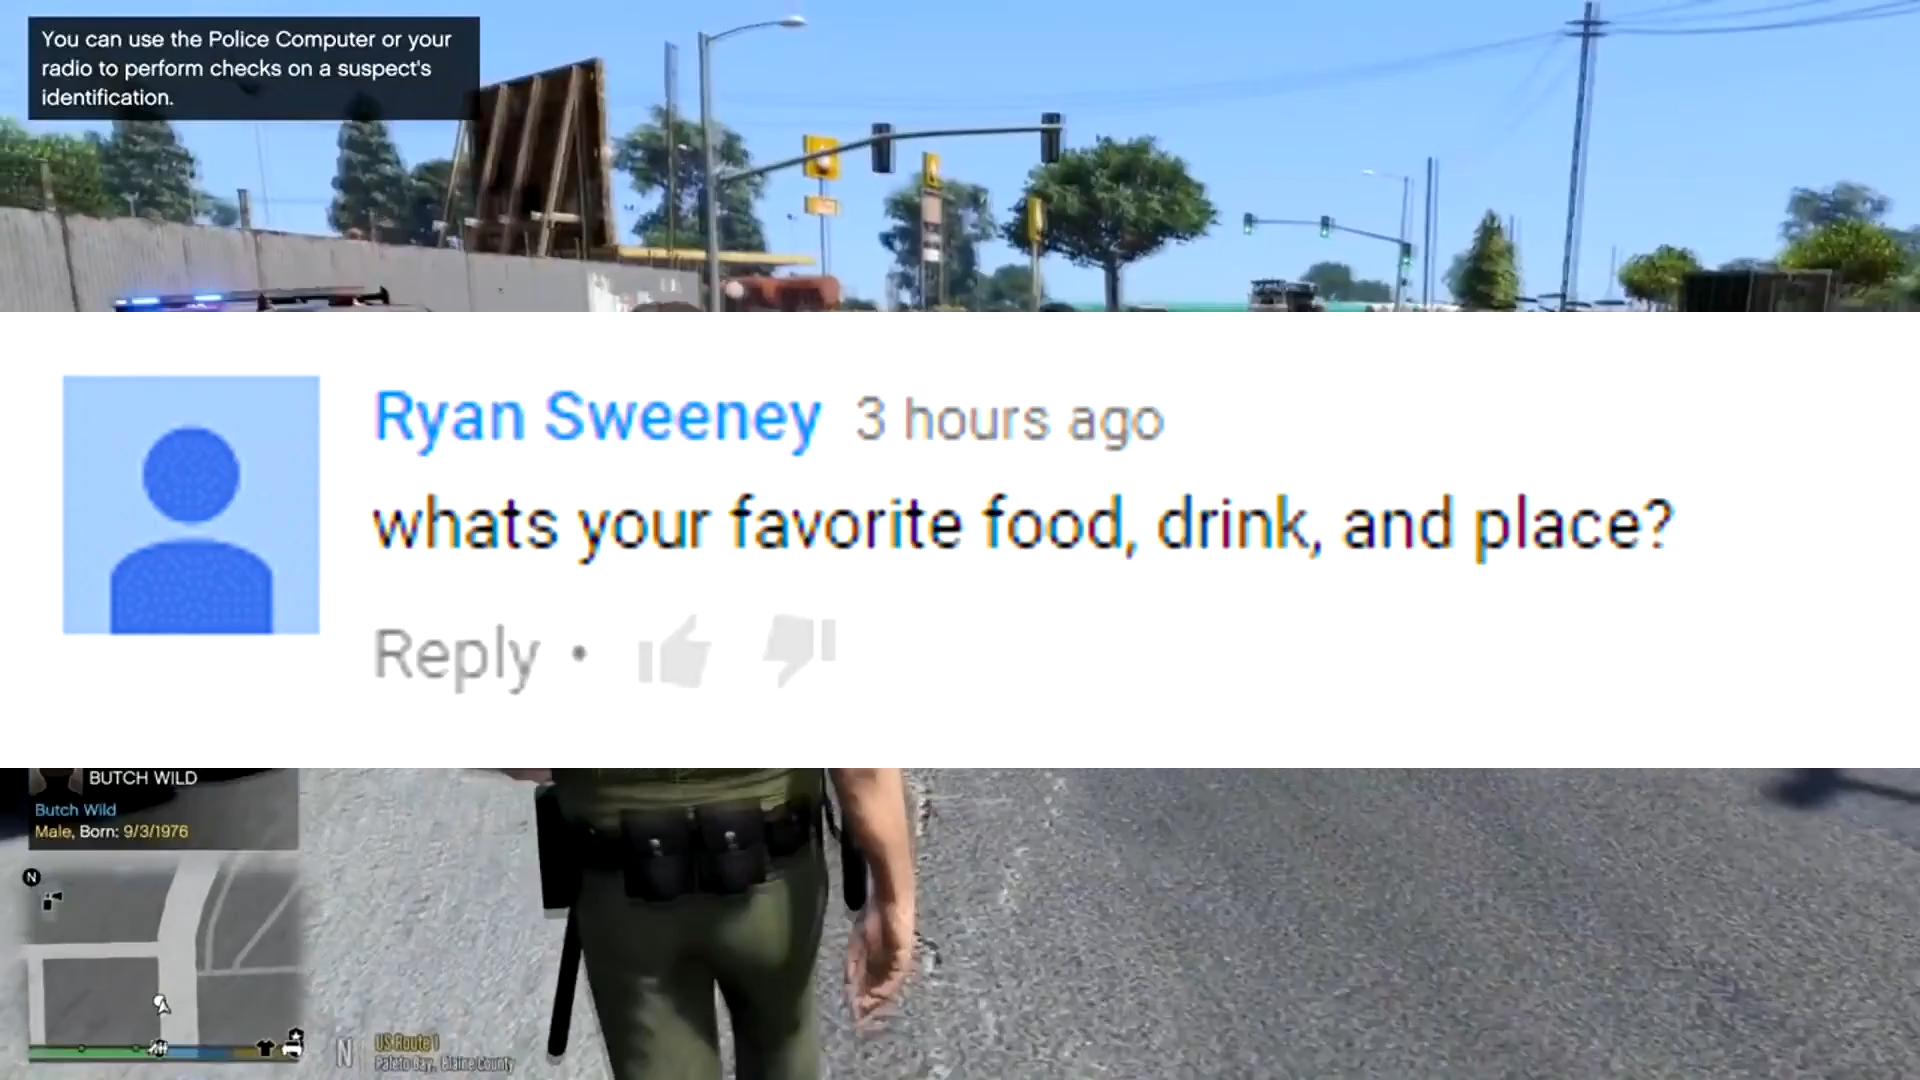 You can use the Police Computer or your
radio to perform checks on a suspect's
identification.
Ryan Sweeney 3 hours ago
whats your favorite food, drink, and place?
Reply •
BUTCH WILD
Butch Wild
Male, Born: 9/3/1976
N
N
US Route 1
Paleto Bay, Blaine County